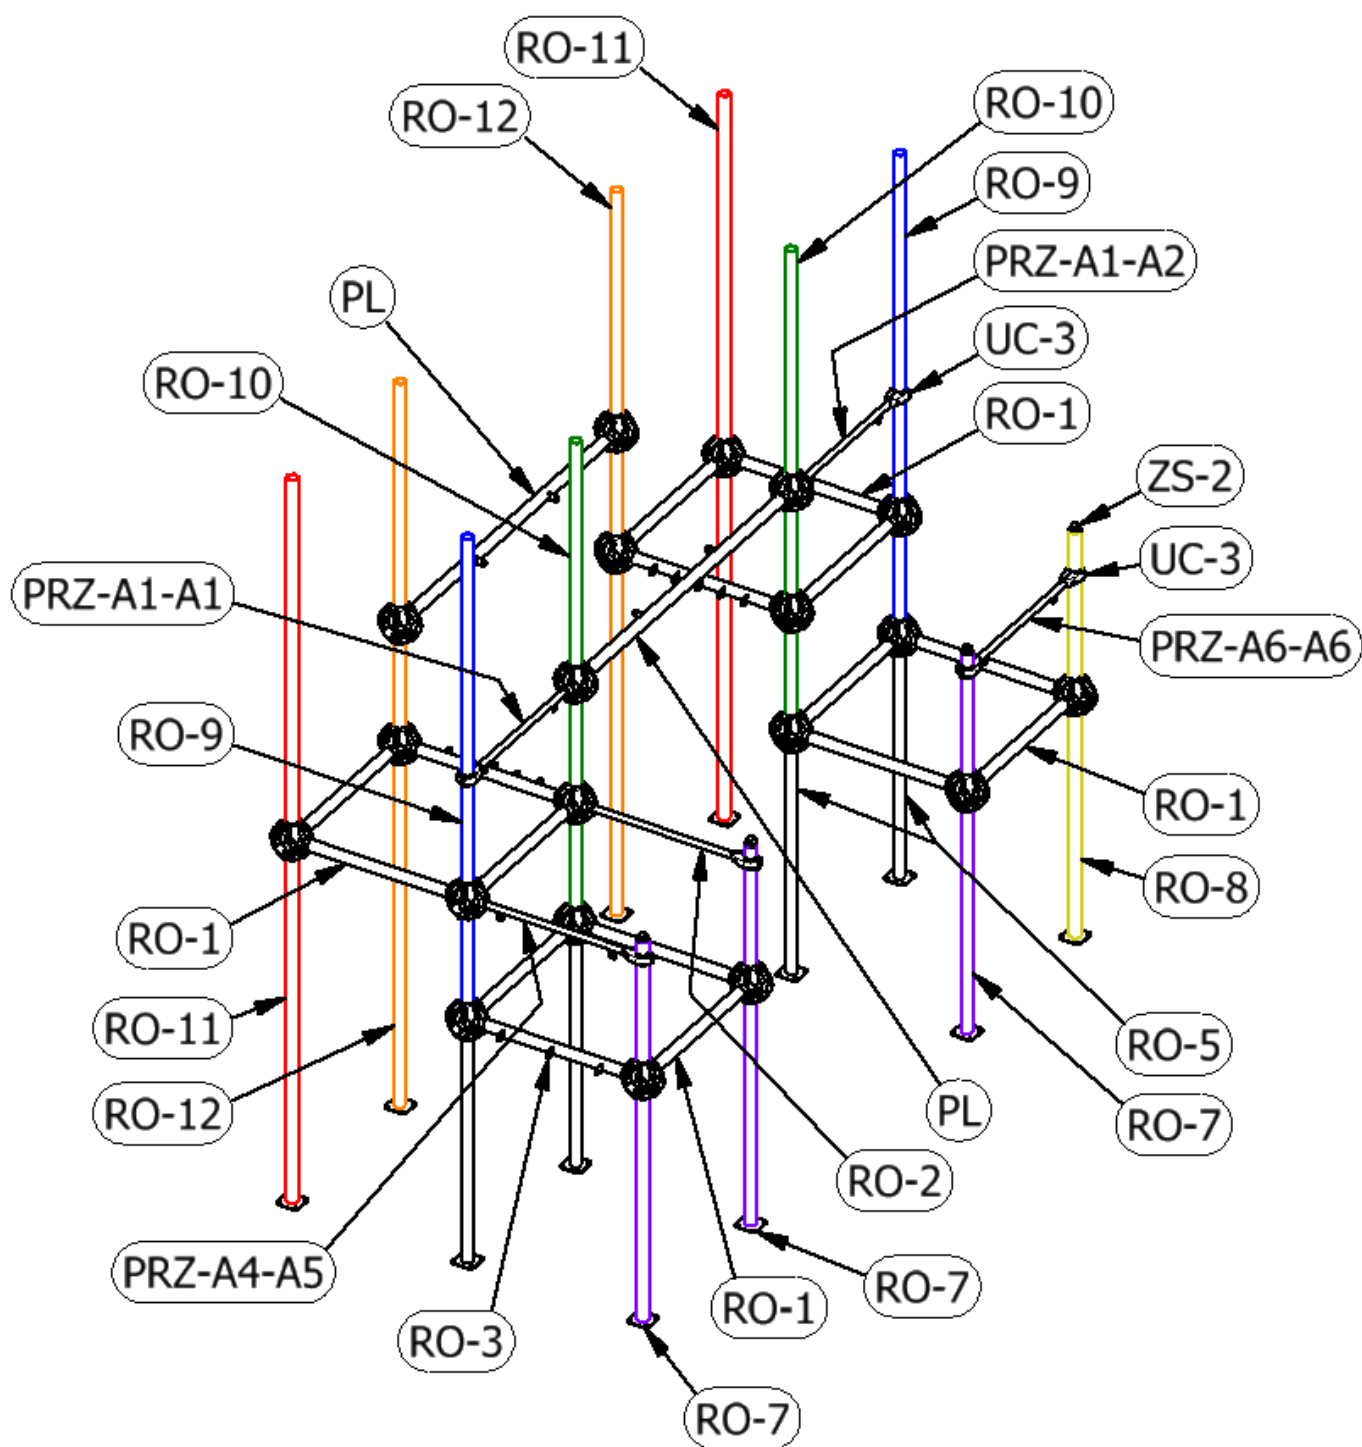 RO-11
RO-12
RO-10
RO-9
PRZ-A1-A2
PL
UC-3
RO-10
RO-1
ZS-2
UC-3
PRZ-A1-A1
PRZ-A6-A6
RO-9
RO-1
RO-8
RO-1
RO-11
RO-5
RO-12
PL
RO-7
RO-2
PRZ-A4-A5
RO-7
RO-1
RO-3
RO-7